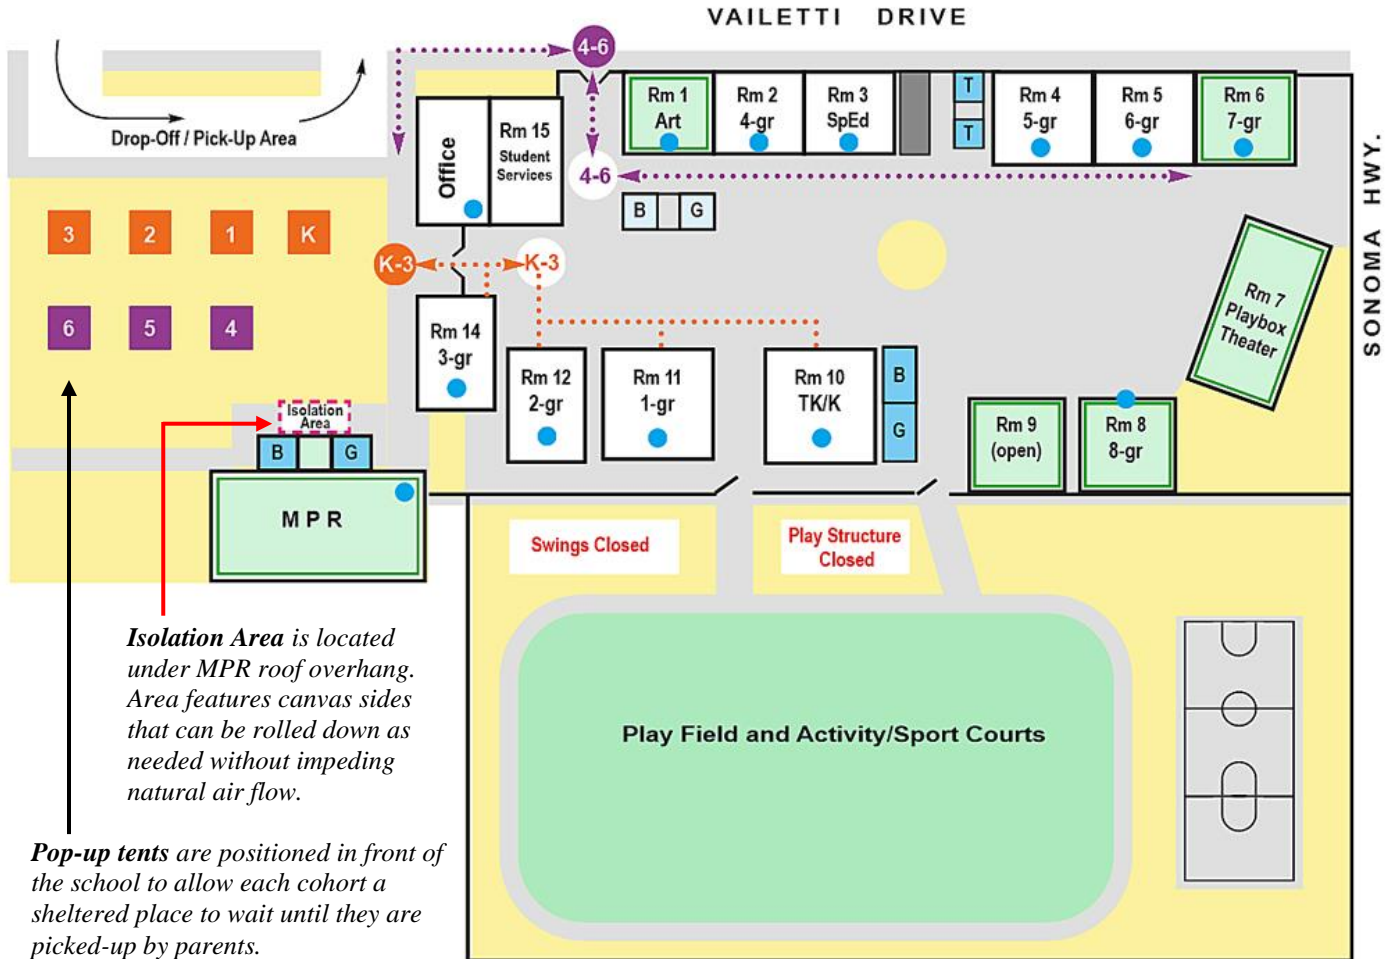 VAILETTI DRIVE
4-6
Drop-Off / Pick-Up Area
Office
Rm 15
Student
Services
Rm 1
Art
Rm 2
4-gr
Rm 3
SpEd
T
T
Rm 4
5-gr
Rm 5
6-gr
Rm 6
7-gr
SONOMA HWY.
4-6
B
G
3
2
1
K
K-3
K-3
6
5
4
Rm 14
3-gr
Rm 12
2-gr
Rm 11
1-gr
Rm 10
TK/K
B
G
Rm 7
Playbox
Theater
Rm 9
(open)
Rm 8
8-gr
Isolation
Area
B
G
MPR
Swings Closed
Play Structure
Closed
Play Field and Activity/Sport Courts
Isolation Area is located
under MPR roof overhang.
Area features canvas sides
that can be rolled down as
needed without impeding
natural air flow.
Pop-up tents are positioned in front of
the school to allow each cohort a
sheltered place to wait until they are
picked-up by parents.